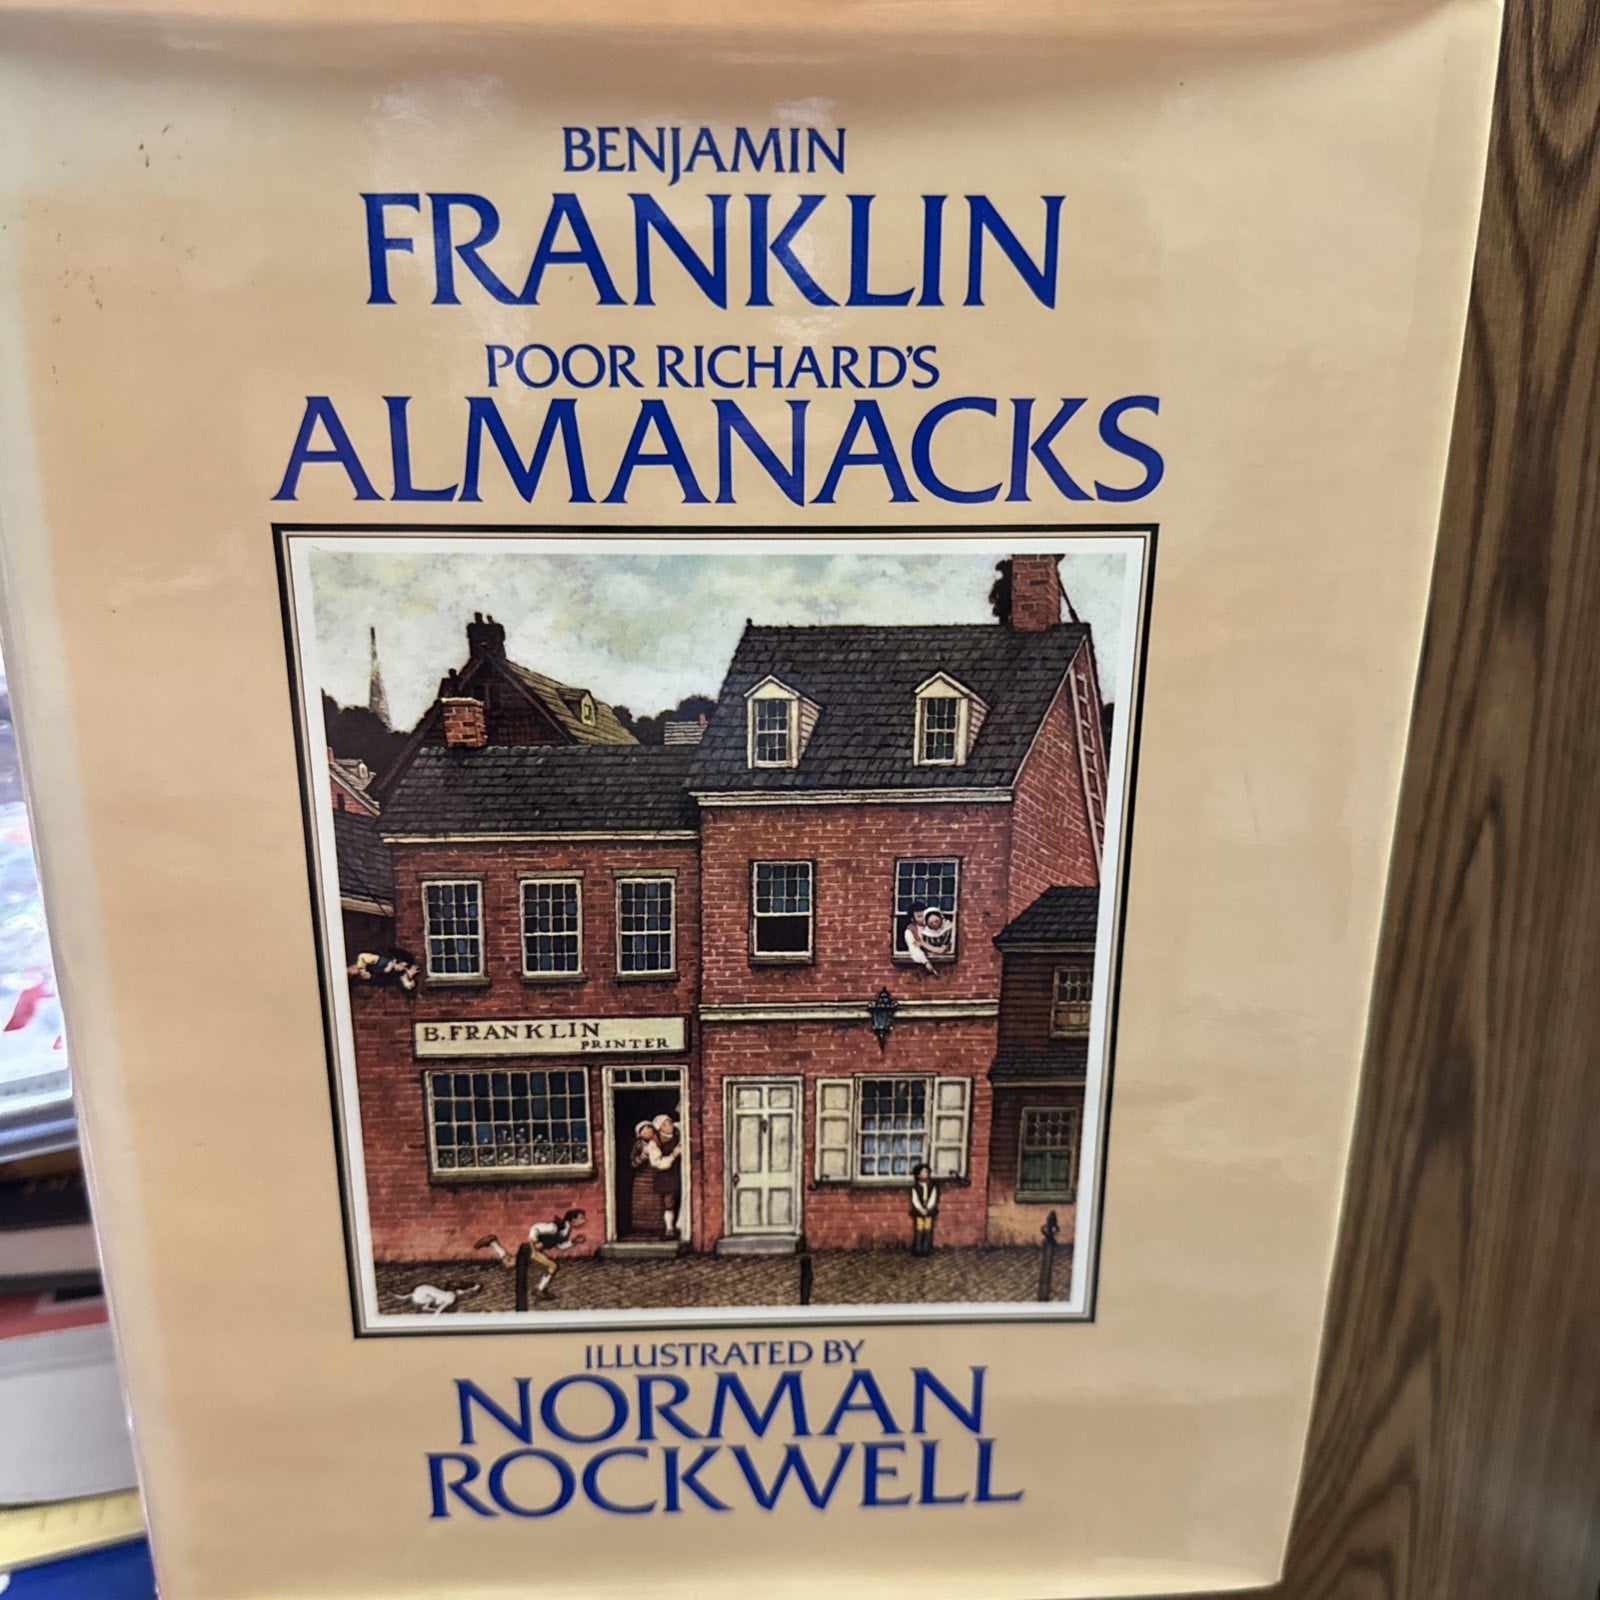 BENJAMIN
FRANKLIN
POOR RICHARD'S
ALMANACKS
B. FRANKLIN
PRINTER
ILLUSTRATED BY
NORMAN
ROCKWELL